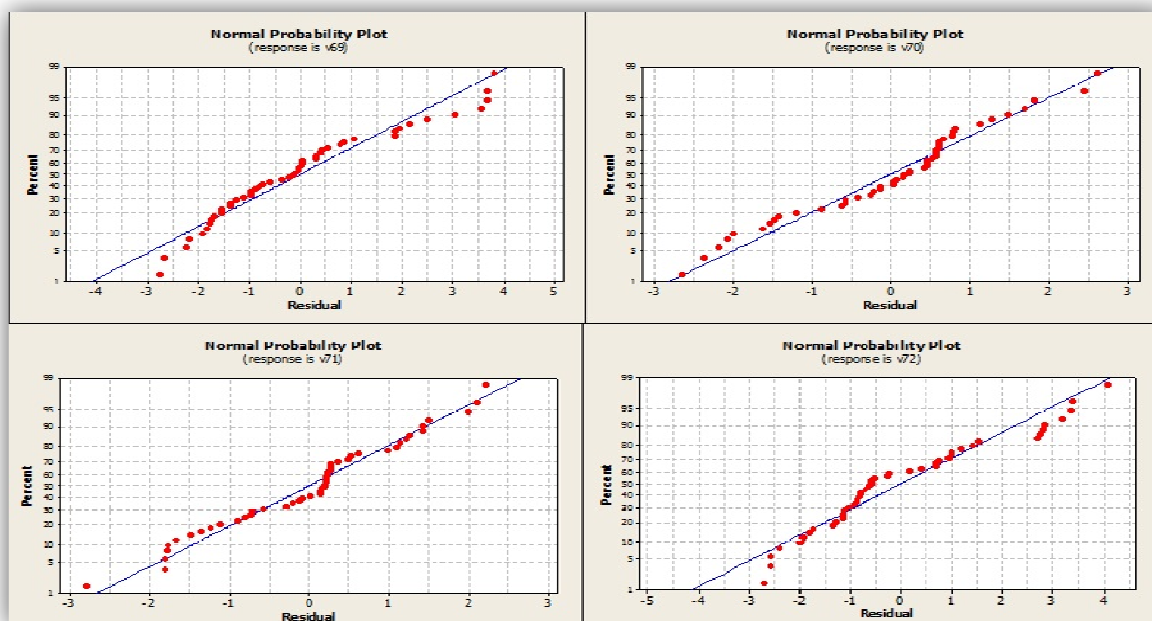 Normal Probability Plot
(response is v69)
99
95
90
80
70
60
50
40
30
20
10
5
1
Percent
-4 -3 -2 -1 0 1 2 3 4 5
Residual
Normal Probability Plot
(response is v70)
99
95
90
80
70
60
50
40
30
20
10
5
1
Percent
-3 -2 -1 0 1 2 3
Residual
Normal Probability Plot
(response is v71)
99
95
90
80
70
60
50
40
30
20
10
5
1
Percent
-3 -2 -1 0 1 2 3
Residual
Normal Probability Plot
(response is v72)
99
95
90
80
70
60
50
40
30
20
10
5
1
Percent
-5 -4 -3 -2 -1 0 1 2 3 4
Residual